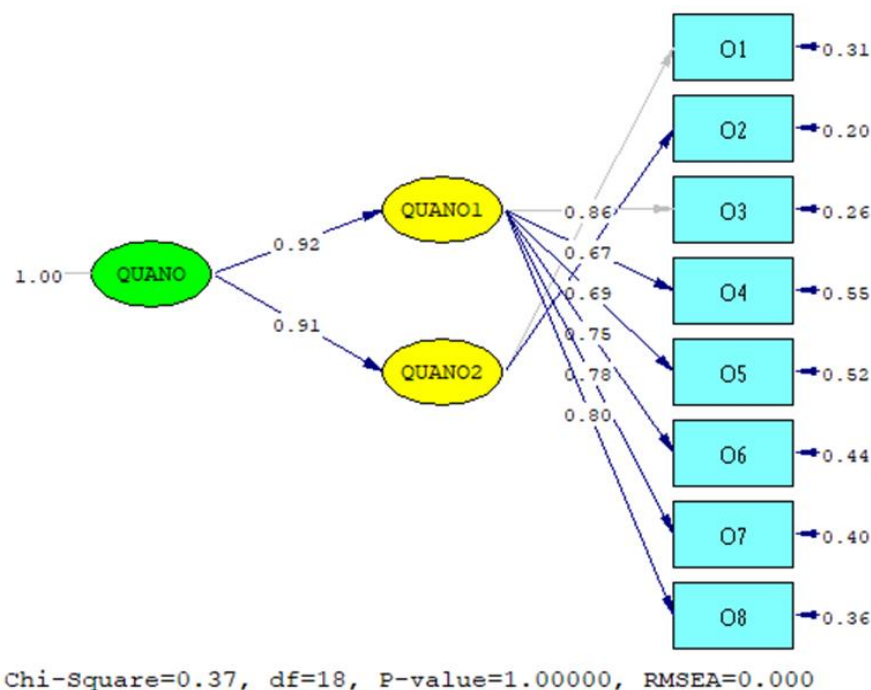 O1
0.31
O2
0.20
QUANO1
0.86
O3
0.26
0.92
0.67
1.00
QUANO
O4
0.55
0.69
0.91
0.75
QUANO2
0.78
O5
0.52
0.80
O6
0.44
O7
0.40
O8
0.36
Chi-Square=0.37, df=18, P-value=1.00000, RMSEA=0.000